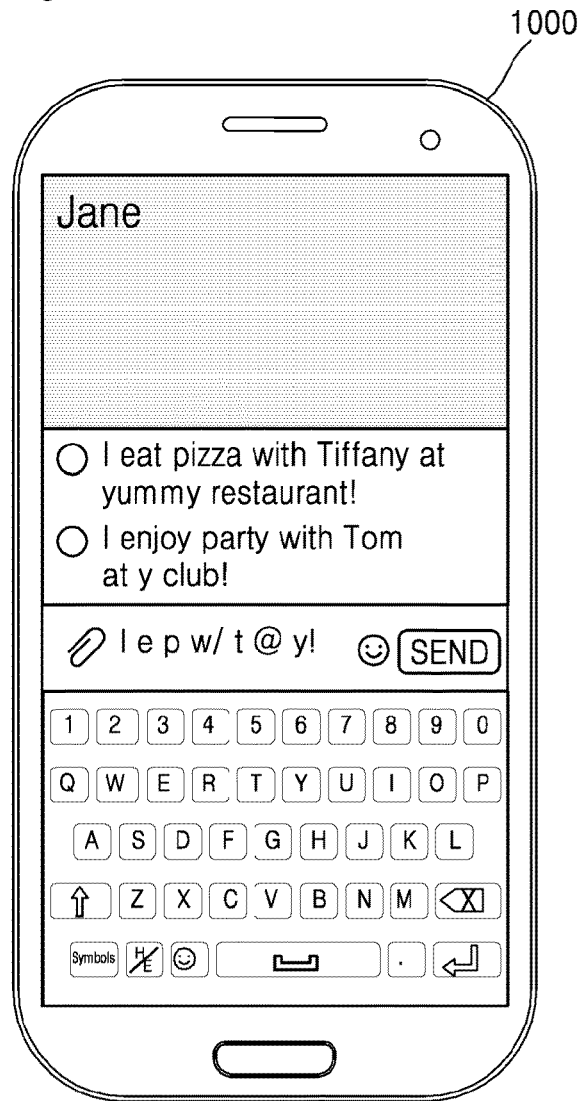 1000
Jane
I eat pizza with Tiffany at
yummy restaurant!
I enjoy party with Tom
at y club!
I e p w/ t @ y! SEND
1 2 3 4 5 6 7 8 9 0
Q W E R T Y U I O P
A S D F G H J K L
Z X C V B N M X
Symbols H/E .